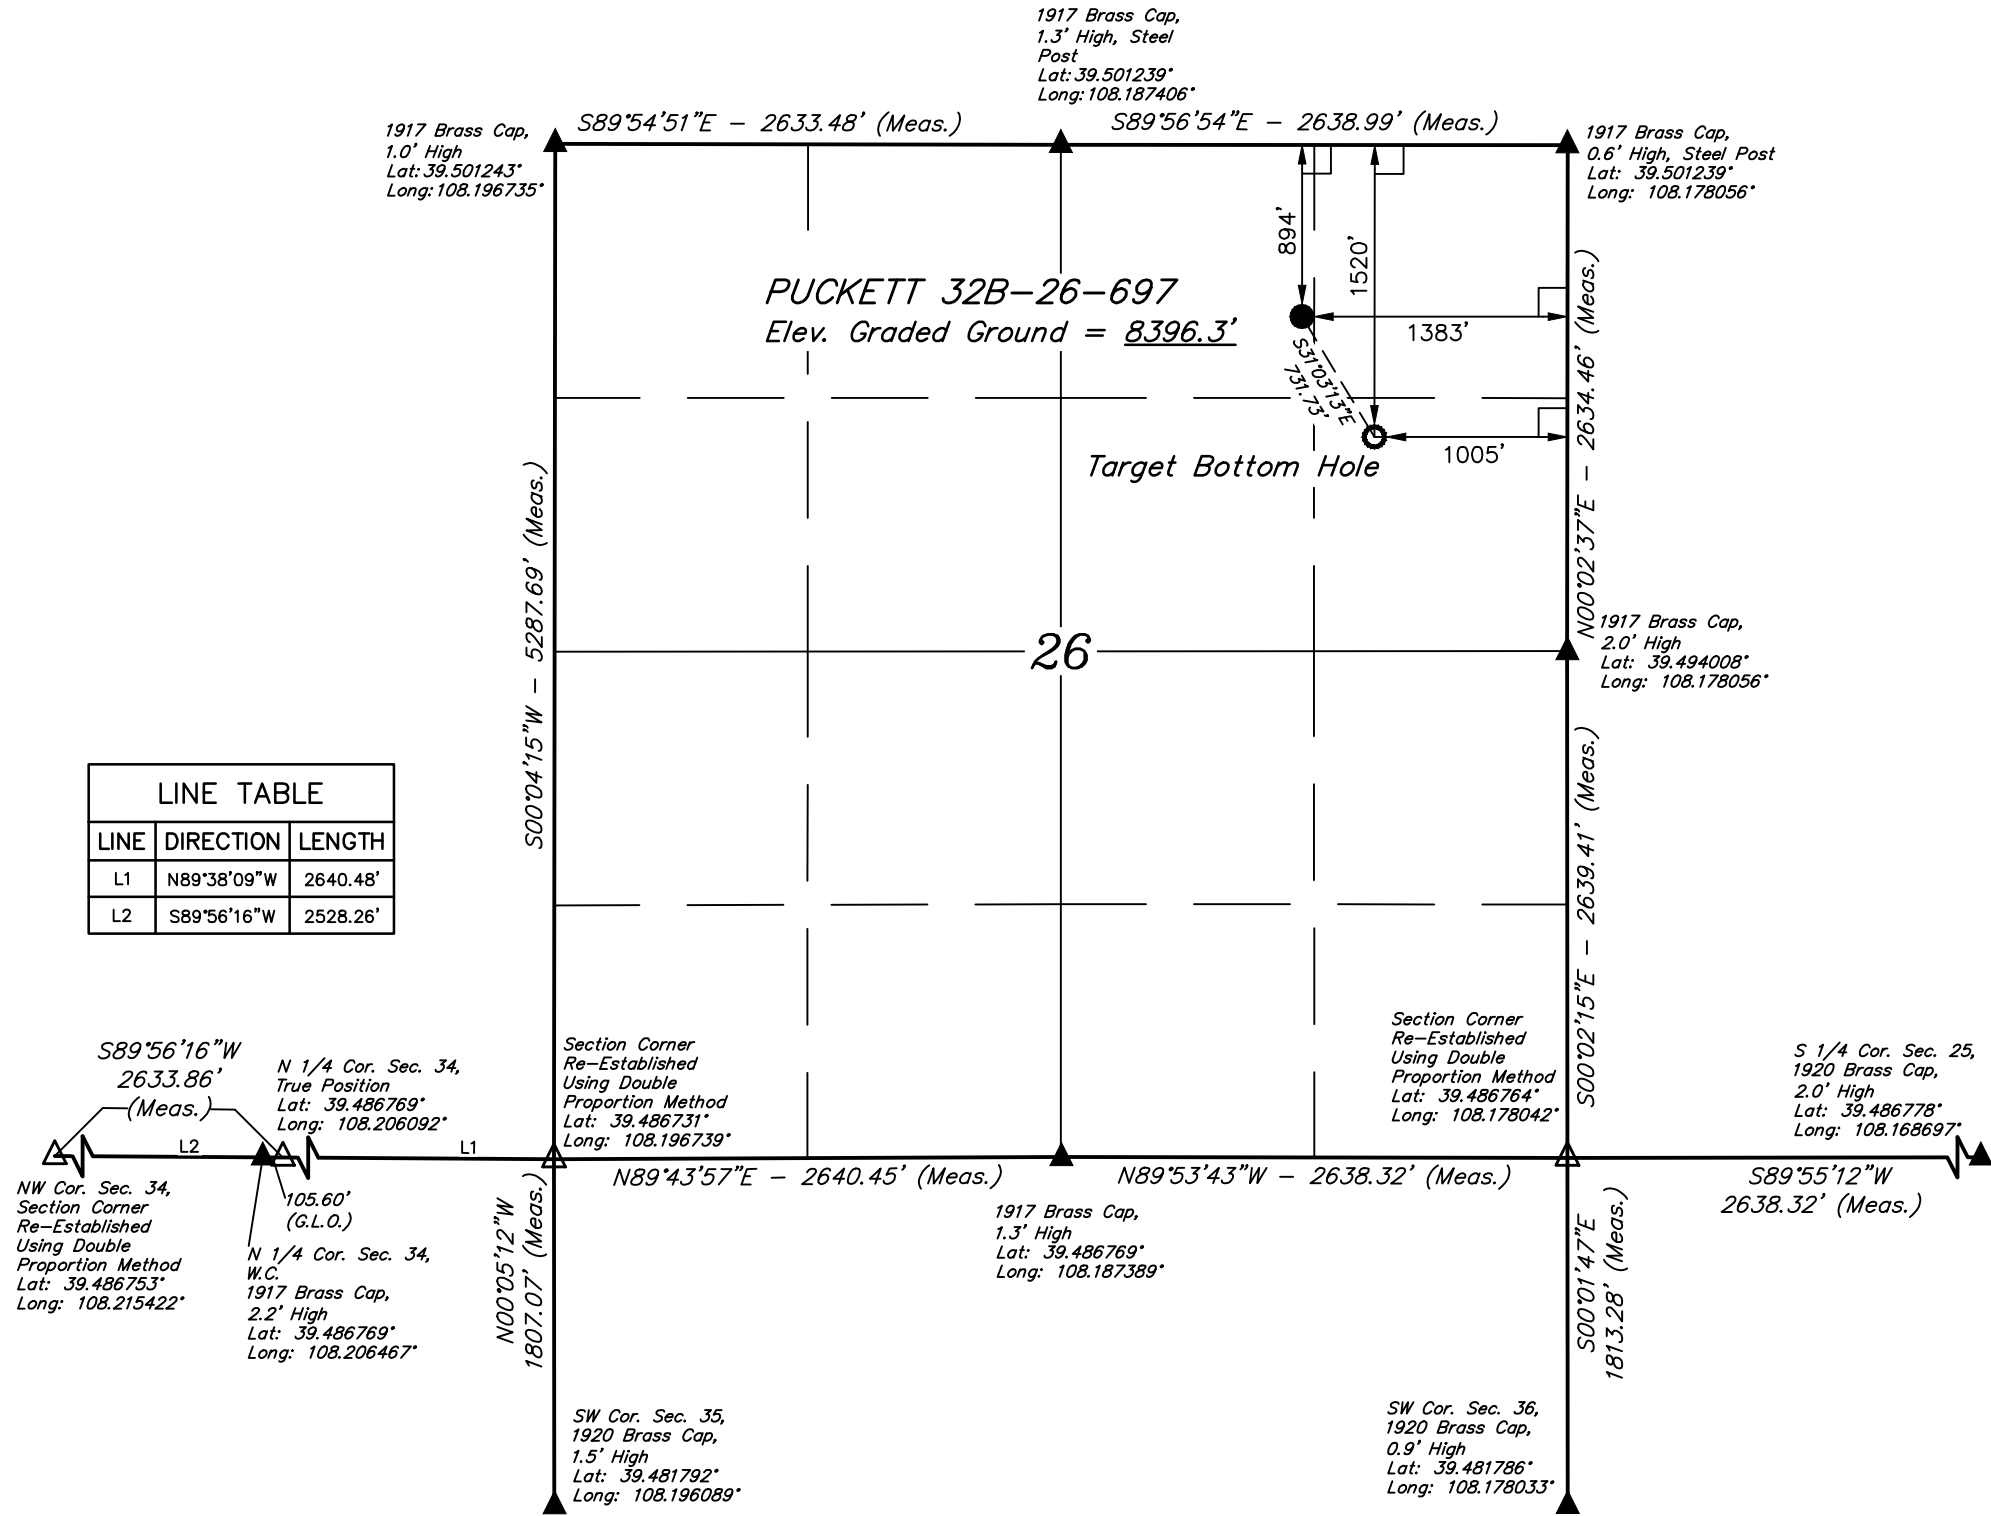 1917 Brass Cap,
1.3' High, Steel
Post
Lat: 39.501239°
Long: 108.187406°
1917 Brass Cap,
1.0' High
Lat: 39.501243°
Long: 108.196735°
S89°54'51"E - 2633.48' (Meas.)
S89°56'54"E - 2638.99' (Meas.)
1917 Brass Cap,
0.6' High, Steel Post
Lat: 39.501239°
Long: 108.178056°
894'
1520'
PUCKETT 32B-26-697
Elev. Graded Ground = 8396.3'
1383'
S31°03'13"E
731.73'
1005'
Target Bottom Hole
N00°02'37"E - 2634.46' (Meas.)
S00°04'15"W - 5287.69' (Meas.)
26
1917 Brass Cap,
2.0' High
Lat: 39.494008°
Long: 108.178056°
S00°02'15"E - 2639.41' (Meas.)
LINE TABLE
LINE DIRECTION LENGTH
L1 N89°38'09"W 2640.48'
L2 S89°56'16"W 2528.26'
S89°56'16"W
2633.86'
(Meas.)
N 1/4 Cor. Sec. 34,
True Position
Lat: 39.486769°
Long: 108.206092°
Section Corner
Re-Established
Using Double
Proportion Method
Lat: 39.486731°
Long: 108.196739°
Section Corner
Re-Established
Using Double
Proportion Method
Lat: 39.486764°
Long: 108.178042°
S 1/4 Cor. Sec. 25,
1920 Brass Cap,
2.0' High
Lat: 39.486778°
Long: 108.168697°
L2
L1
NW Cor. Sec. 34,
Section Corner
Re-Established
Using Double
Proportion Method
Lat: 39.486753°
Long: 108.215422°
105.60'
(G.L.O.)
N 1/4 Cor. Sec. 34,
W.C.
1917 Brass Cap,
2.2' High
Lat: 39.486769°
Long: 108.206467°
N89°43'57"E - 2640.45' (Meas.)
N89°53'43"W - 2638.32' (Meas.)
S89°55'12"W
2638.32' (Meas.)
1917 Brass Cap,
1.3' High
Lat: 39.486769°
Long: 108.187389°
N00°05'12"W
1807.07' (Meas.)
S00°01'47"E
1813.28' (Meas.)
SW Cor. Sec. 35,
1920 Brass Cap,
1.5' High
Lat: 39.481792°
Long: 108.196089°
SW Cor. Sec. 36,
1920 Brass Cap,
0.9' High
Lat: 39.481786°
Long: 108.178033°